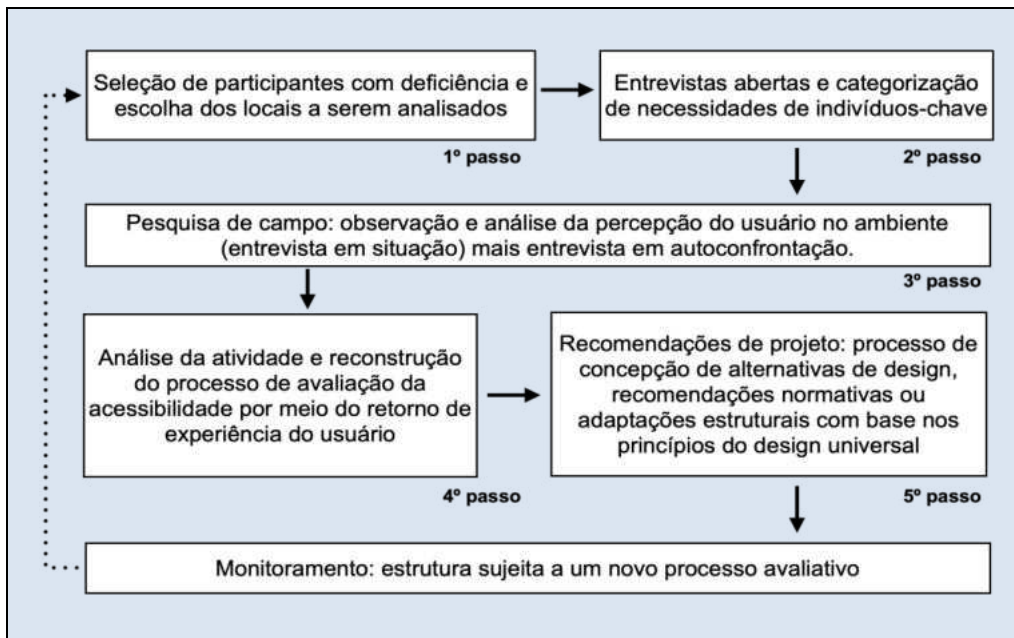 Seleção de participantes com deficiência e
escolha dos locais a serem analisados
1º passo
Entrevistas abertas e categorização
de necessidades de indivíduos-chave
2º passo
Pesquisa de campo: observação e análise da percepção do usuário no ambiente
(entrevista em situação) mais entrevista em autoconfrontação.
3º passo
Análise da atividade e reconstrução
do processo de avaliação da
acessibilidade por meio do retorno de
experiência do usuário
4º passo
Recomendações de projeto: processo de
concepção de alternativas de design,
recomendações normativas ou
adaptações estruturais com base nos
princípios do design universal
5º passo
Monitoramento: estrutura sujeita a um novo processo avaliativo